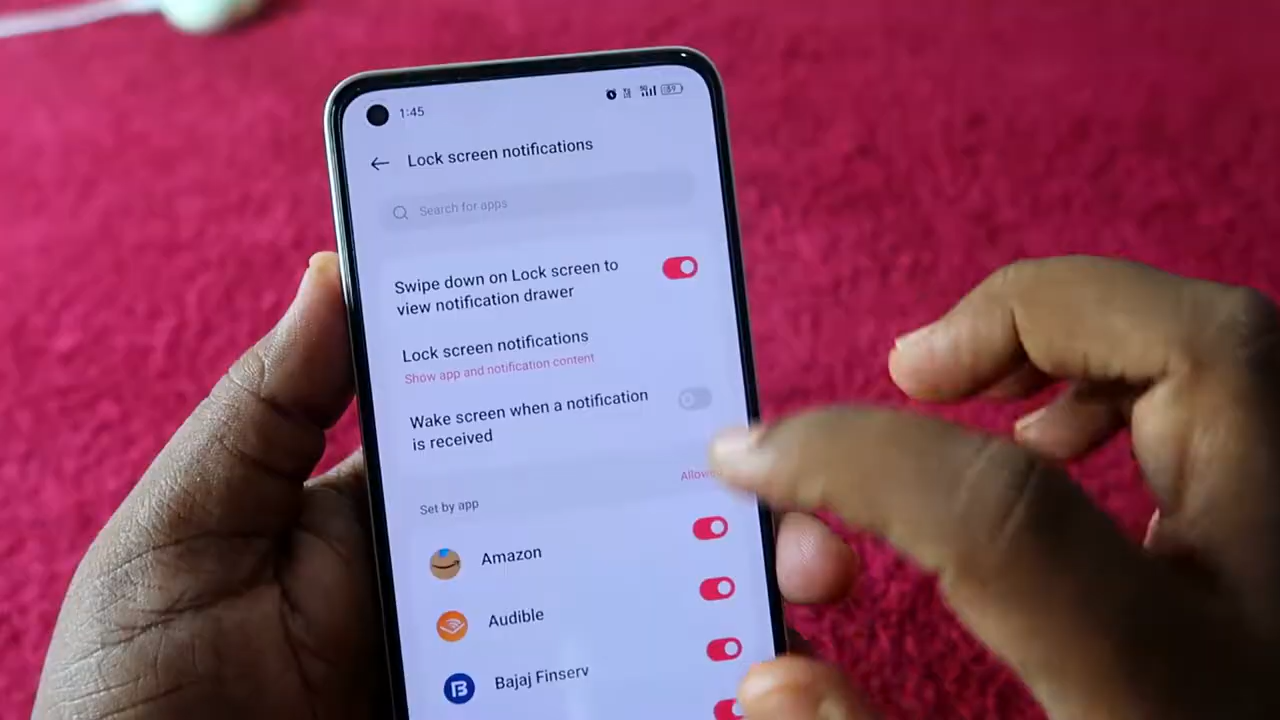 1:45
5G
59
Lock screen notifications
Search for apps
Swipe down on Lock screen to
view notification drawer
Lock screen notifications
Show app and notification content
Wake screen when a notification
is received
Set by app
Amazon
Audible
Bajaj Finserv